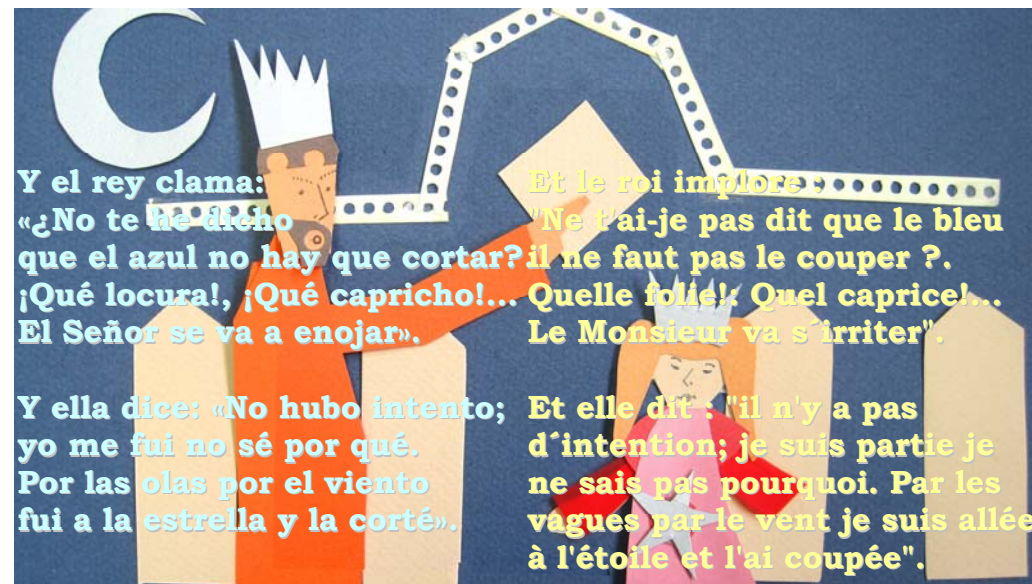 Y el rey clama:
«¿No te he dicho
que el azul no hay que cortar?
¡Qué locura!, ¡Qué capricho!...
El Señor se va a enojar».
Y ella dice: «No hubo intento;
yo me fui no sé por qué.
Por las olas por el viento
fui a la estrella y la corté».
Et le roi implore :
"Ne t'ai-je pas dit que le bleu
il ne faut pas le couper ?.
Quelle folie!: Quel caprice!...
Le Monsieur va s´irriter".
Et elle dit : "il n'y a pas
d´intention; je suis partie je
ne sais pas pourquoi. Par les
vagues par le vent je suis allée
à l'étoile et l'ai coupée".